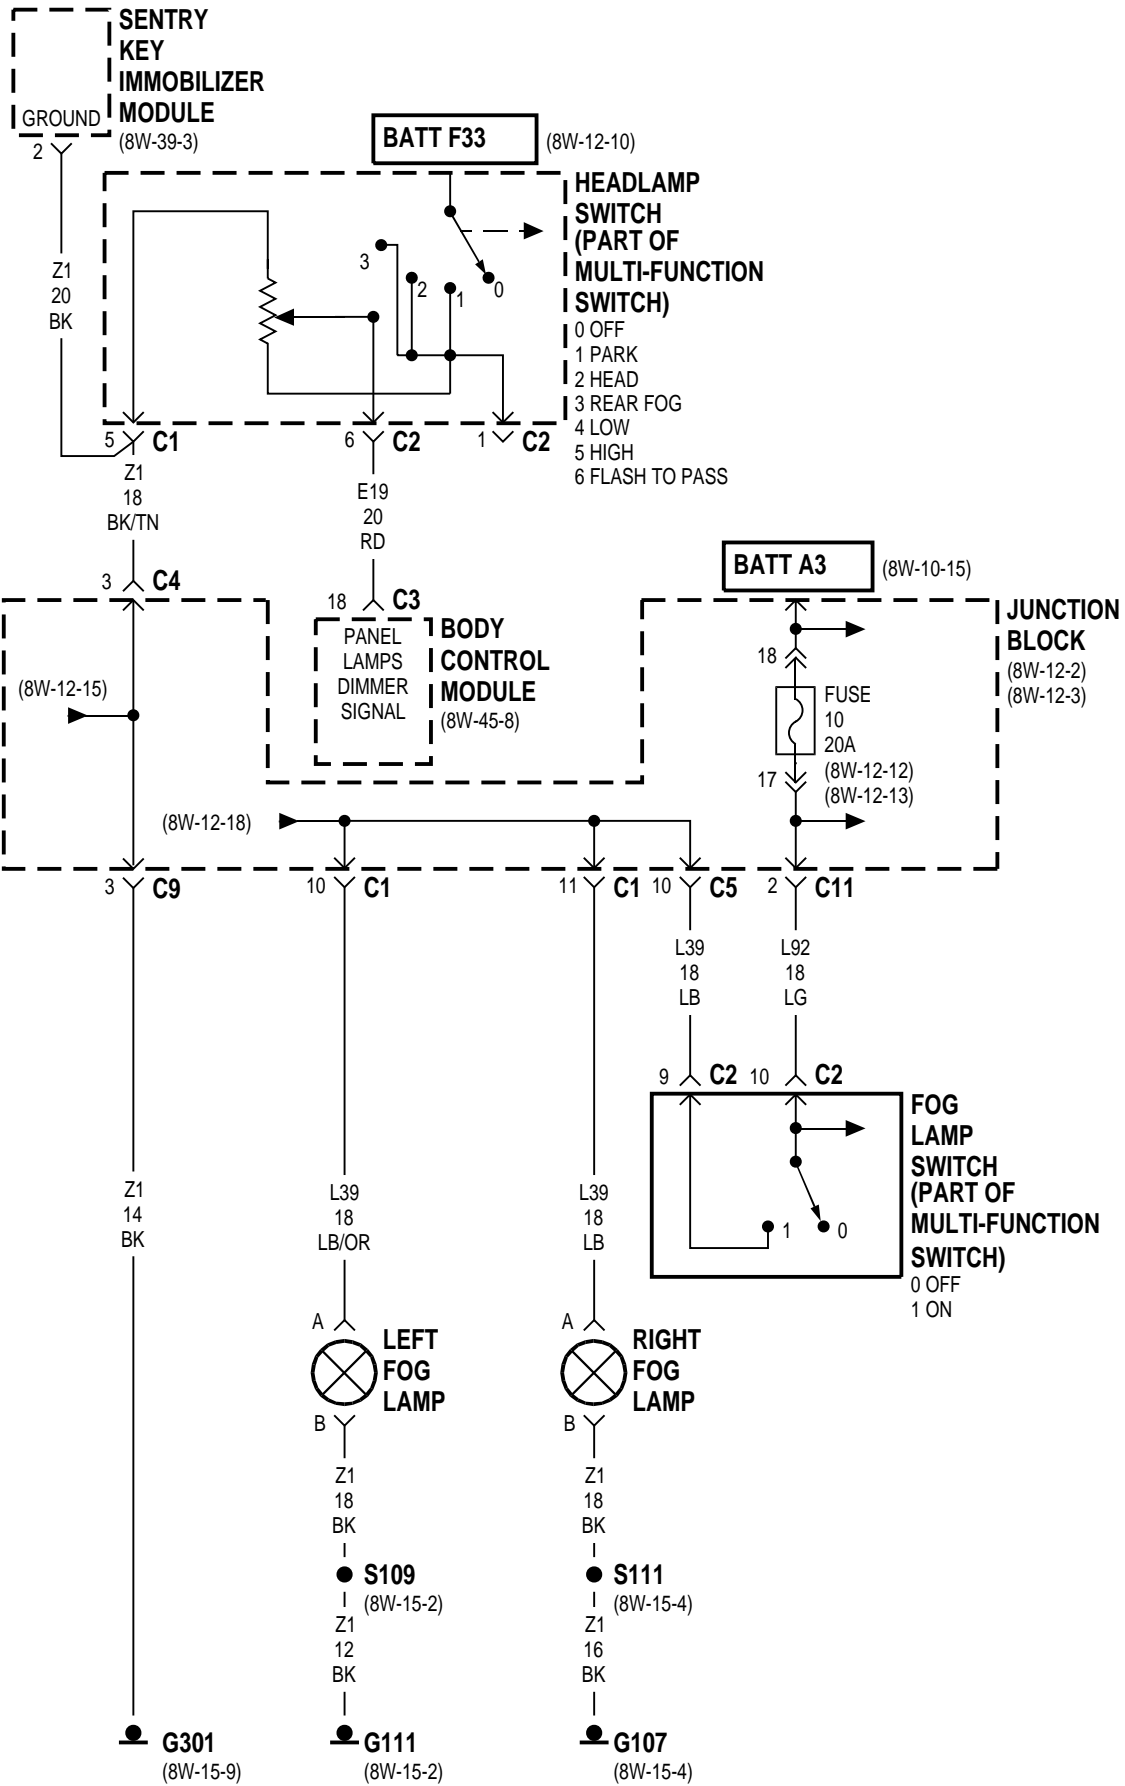 SENTRY
KEY
IMMOBILIZER
MODULE
(8W-39-3)
GROUND
2
Z1
20
BK
BATT F33
(8W-12-10)
HEADLAMP
SWITCH
(PART OF
MULTI-FUNCTION
SWITCH)
0 OFF
1 PARK
2 HEAD
3 REAR FOG
4 LOW
5 HIGH
6 FLASH TO PASS
3
2
1
0
5 C1
6 C2
1 C2
Z1
18
BK/TN
E19
20
RD
3 C4
18 C3
PANEL
LAMPS
DIMMER
SIGNAL
BODY
CONTROL
MODULE
(8W-45-8)
BATT A3
(8W-10-15)
JUNCTION
BLOCK
(8W-12-2)
(8W-12-3)
18
FUSE
10
20A
(8W-12-12)
(8W-12-13)
17
(8W-12-15)
(8W-12-18)
3 C9
10 C1
11 C1
10 C5
2 C11
L39
18
LB
L92
18
LG
9 C2
10 C2
FOG
LAMP
SWITCH
(PART OF
MULTI-FUNCTION
SWITCH)
0 OFF
1 ON
1
0
Z1
14
BK
L39
18
LB/OR
L39
18
LB
A
LEFT
FOG
LAMP
B
A
RIGHT
FOG
LAMP
B
Z1
18
BK
Z1
18
BK
S109
(8W-15-2)
S111
(8W-15-4)
Z1
12
BK
Z1
16
BK
G301
(8W-15-9)
G111
(8W-15-2)
G107
(8W-15-4)